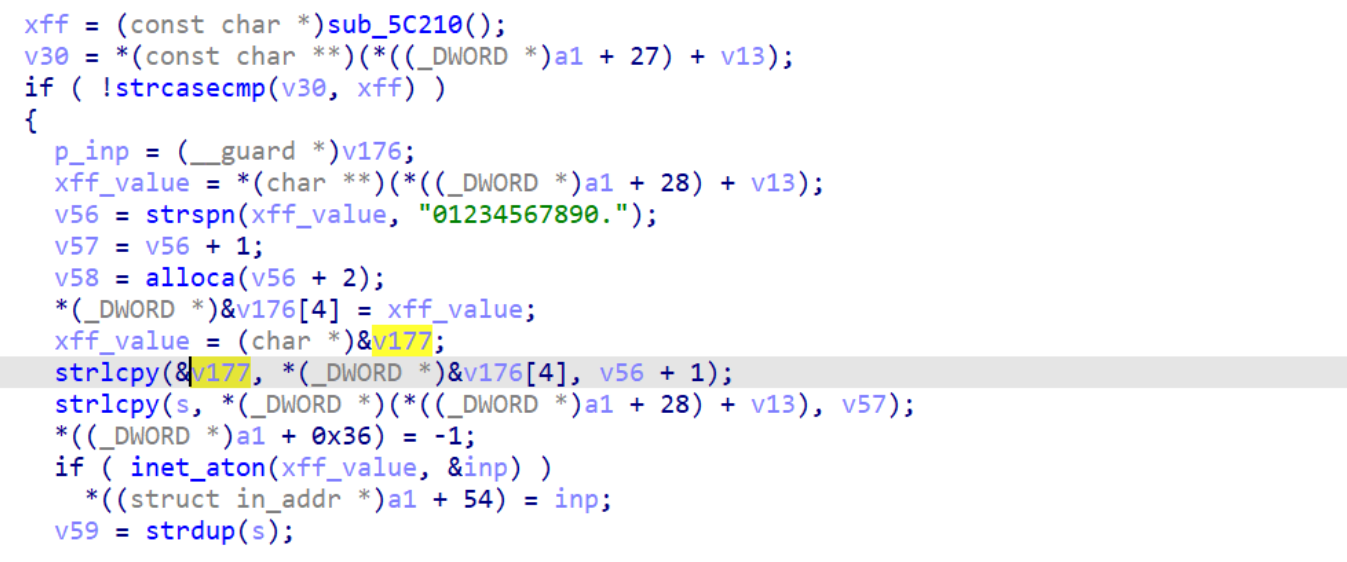 xff = (const char *)sub_5C210();
v30 = *(const char **)(*((_DWORD *)a1 + 27) + v13);
if ( !strcasecmp(v30, xff) )
{
p_inp = (__guard *)v176;
xff_value = *(char **)(*((_DWORD *)a1 + 28) + v13);
v56 = strspn(xff_value, "01234567890.");
v57 = v56 + 1;
v58 = alloca(v56 + 2);
*(_DWORD *)&v176[4] = xff_value;
xff_value = (char *)&v177;
strlcpy(&v177, *(_DWORD *)&v176[4], v56 + 1);
strlcpy(s, *(_DWORD *)(*((_DWORD *)a1 + 28) + v13), v57);
*((_DWORD *)a1 + 0x36) = -1;
if ( inet_aton(xff_value, &inp) )
*((struct in_addr *)a1 + 54) = inp;
v59 = strdup(s);